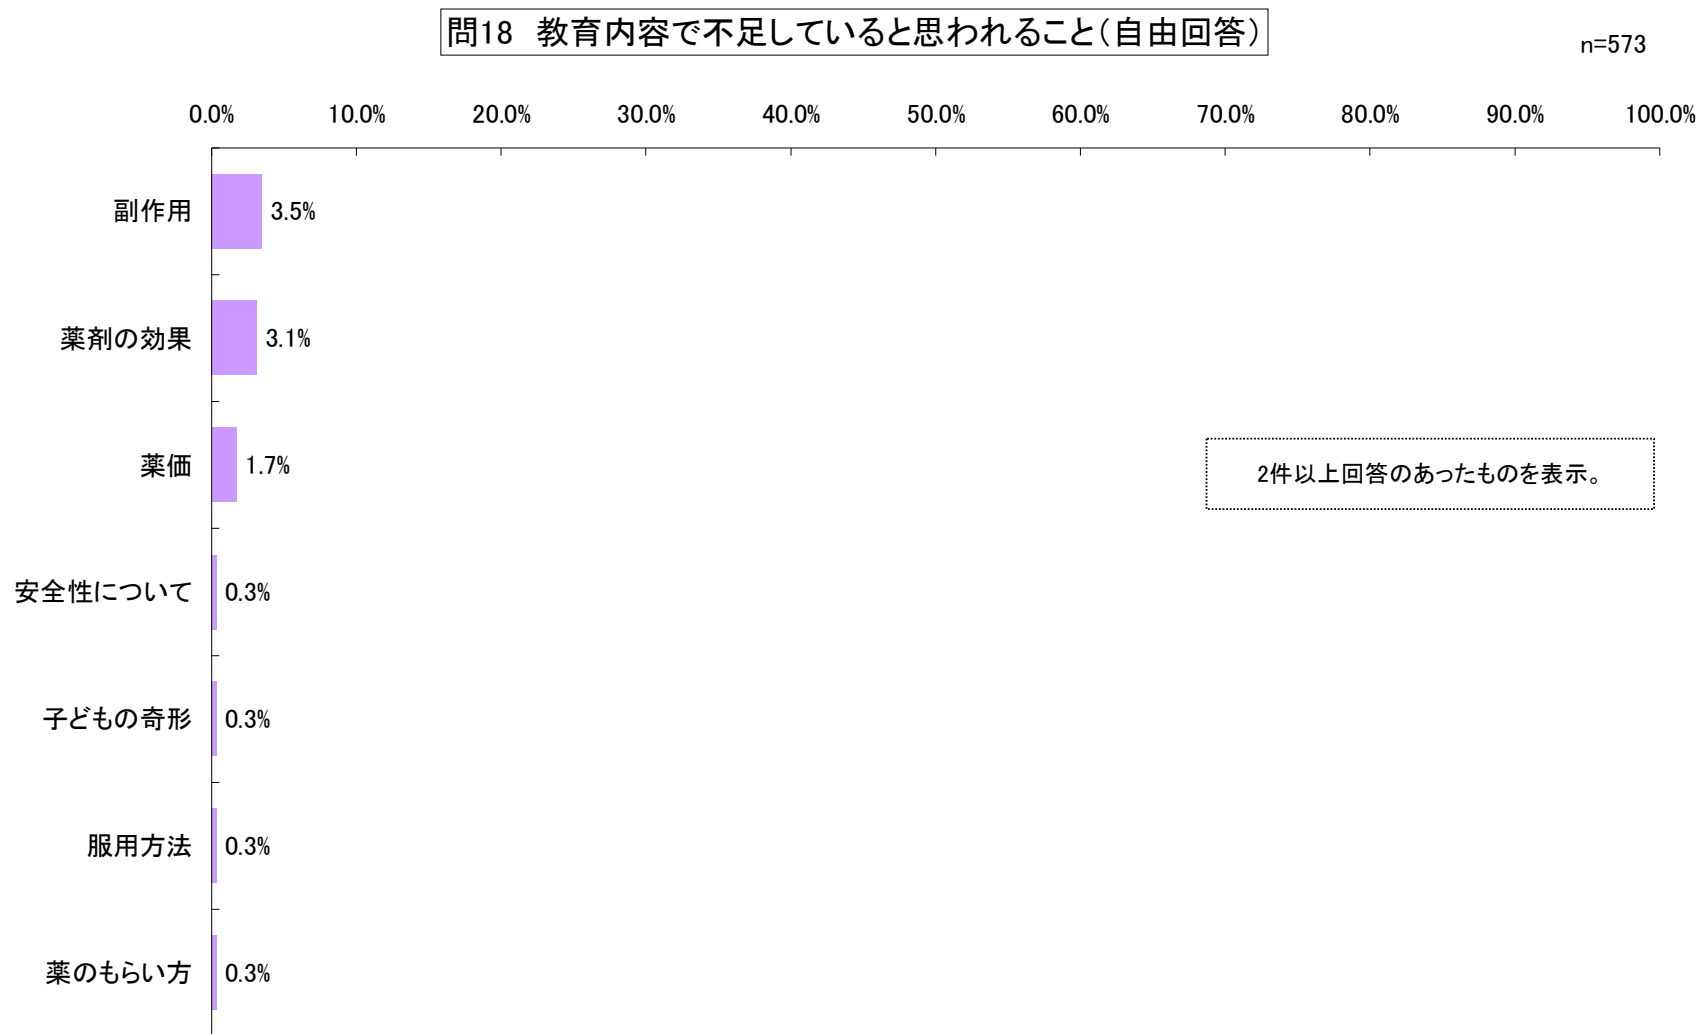 問18 教育内容で不足していると思われること(自由回答)
n=573
0.0% 10.0% 20.0% 30.0% 40.0% 50.0% 60.0% 70.0% 80.0% 90.0% 100.0%
副作用 3.5%
薬剤の効果 3.1%
薬価 1.7%
2件以上回答のあったものを表示。
安全性について 0.3%
子どもの奇形 0.3%
服用方法 0.3%
薬のもらい方 0.3%